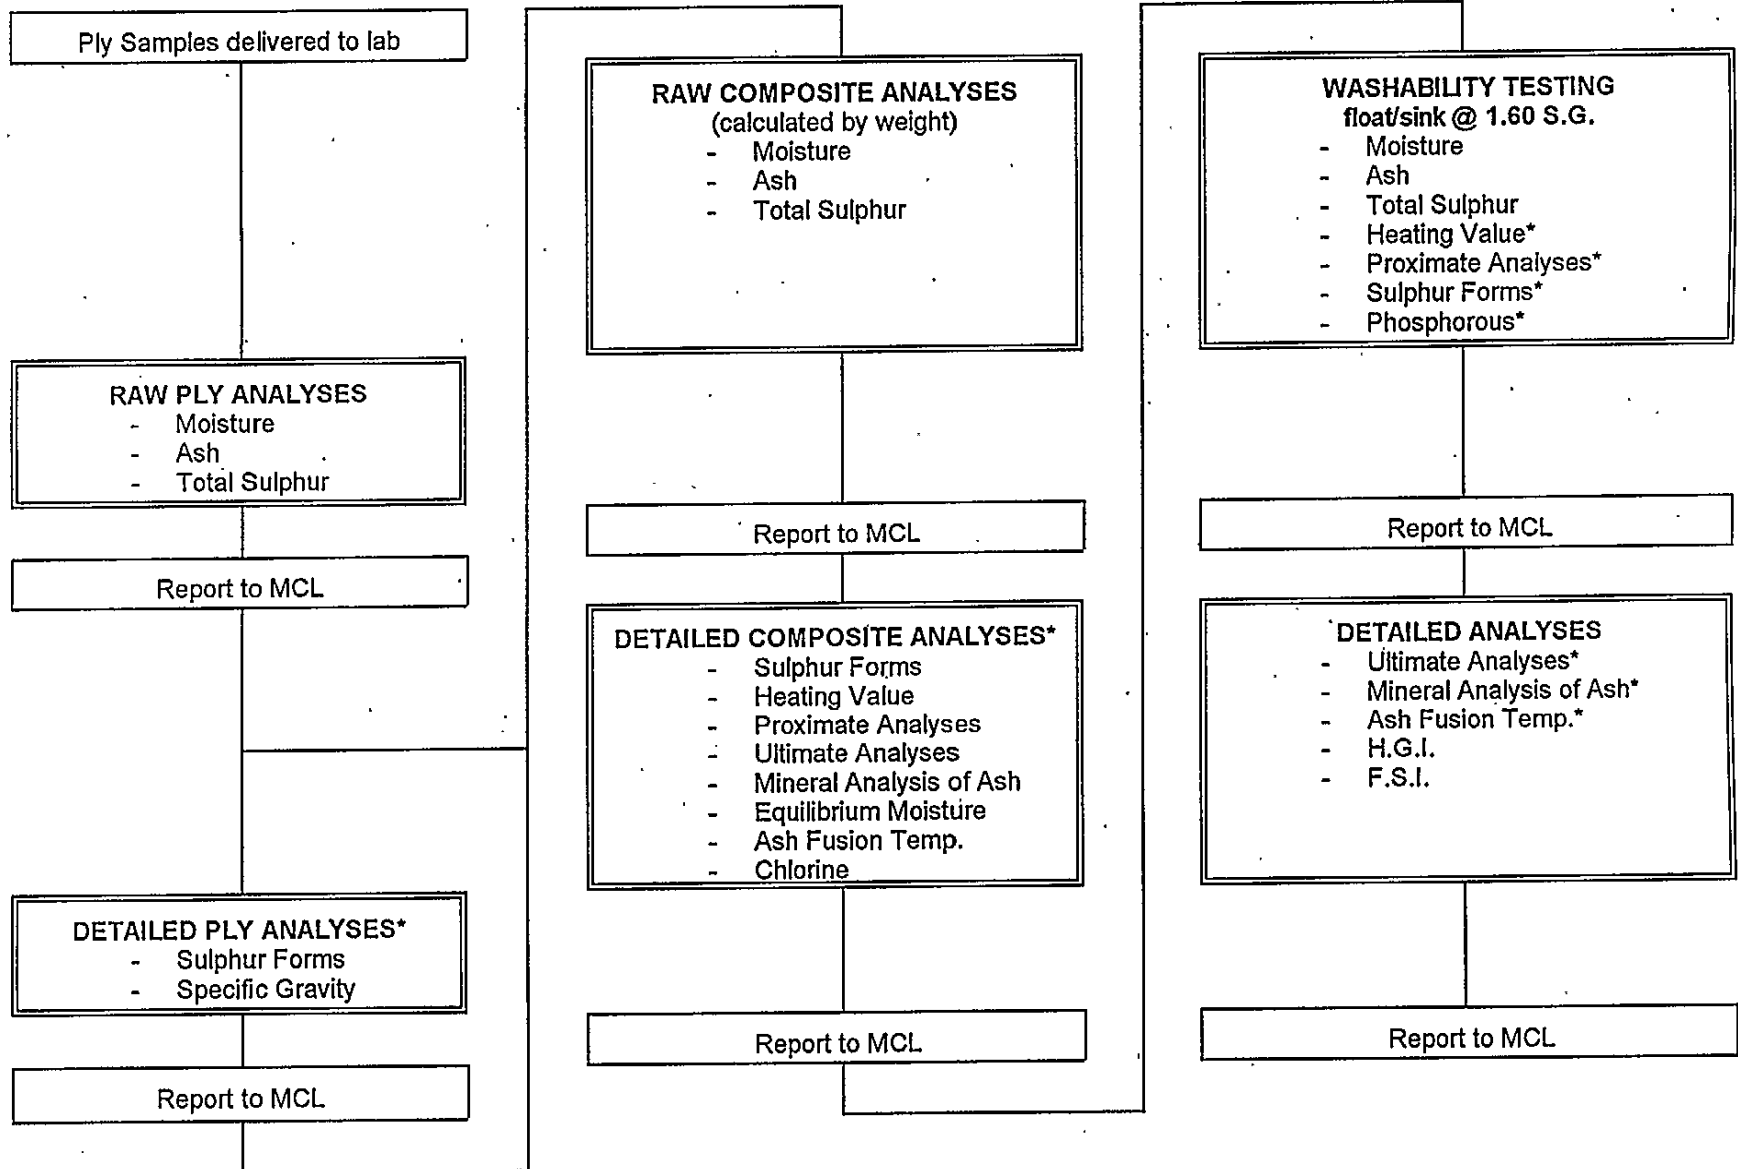 Ply Samples delivered to lab
RAW PLY ANALYSES
- Moisture
- Ash
- Total Sulphur
Report to MCL
DETAILED PLY ANALYSES*
- Sulphur Forms
- Specific Gravity
Report to MCL
RAW COMPOSITE ANALYSES
(calculated by weight)
- Moisture
- Ash
- Total Sulphur
Report to MCL
DETAILED COMPOSITE ANALYSES*
- Sulphur Forms
- Heating Value
- Proximate Analyses
- Ultimate Analyses
- Mineral Analysis of Ash
- Equilibrium Moisture
- Ash Fusion Temp.
- Chlorine
Report to MCL
WASHABILITY TESTING
float/sink @ 1.60 S.G.
- Moisture
- Ash
- Total Sulphur
- Heating Value*
- Proximate Analyses*
- Sulphur Forms*
- Phosphorous*
Report to MCL
DETAILED ANALYSES
- Ultimate Analyses*
- Mineral Analysis of Ash*
- Ash Fusion Temp.*
- H.G.I.
- F.S.I.
Report to MCL